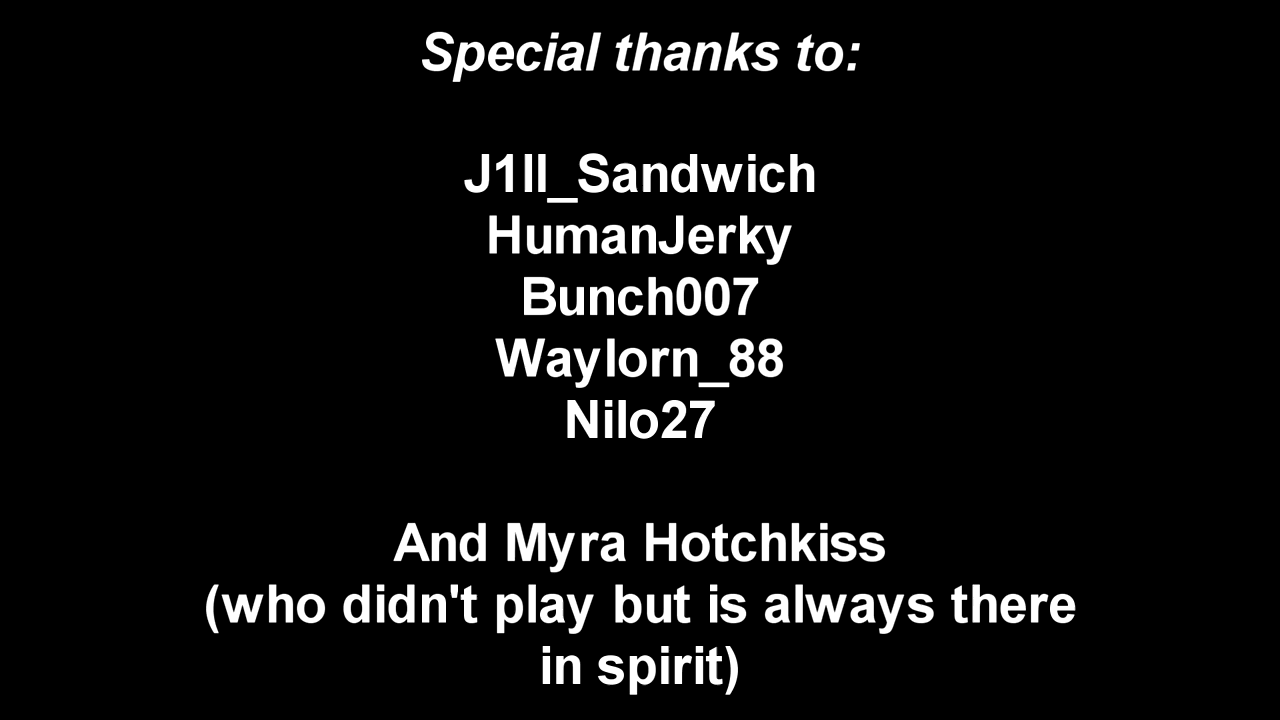 Special thanks to:
J1ll_Sandwich
HumanJerky
Bunch007
Waylorn_88
Nilo27
And Myra Hotchkiss
(who didn't play but is always there
in spirit)